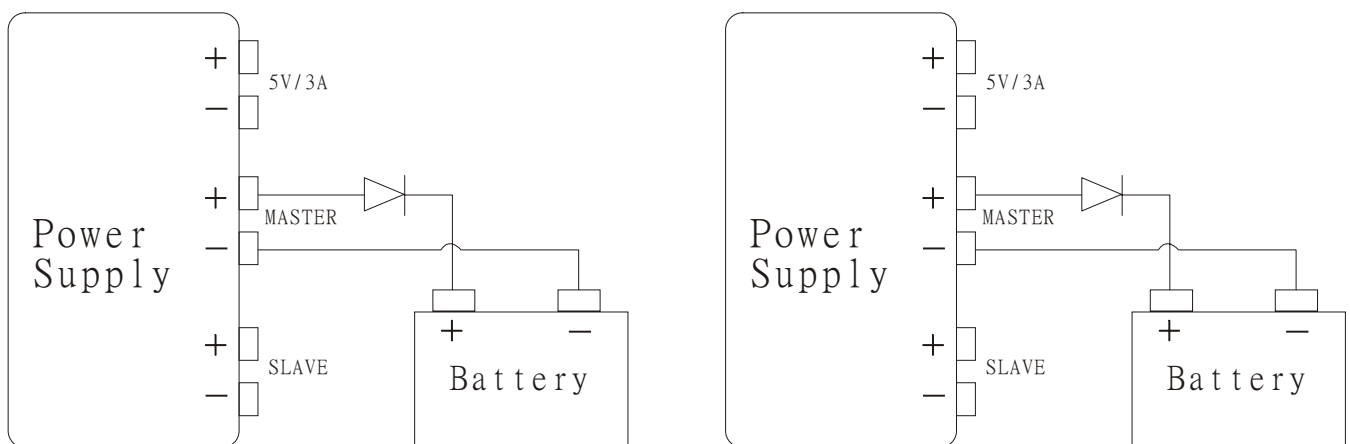 +
5V/3A
−
+
MASTER
−
Power
Supply
+
SLAVE
−
+ −
Battery
+
5V/3A
−
+
MASTER
−
Power
Supply
+
SLAVE
−
+ −
Battery